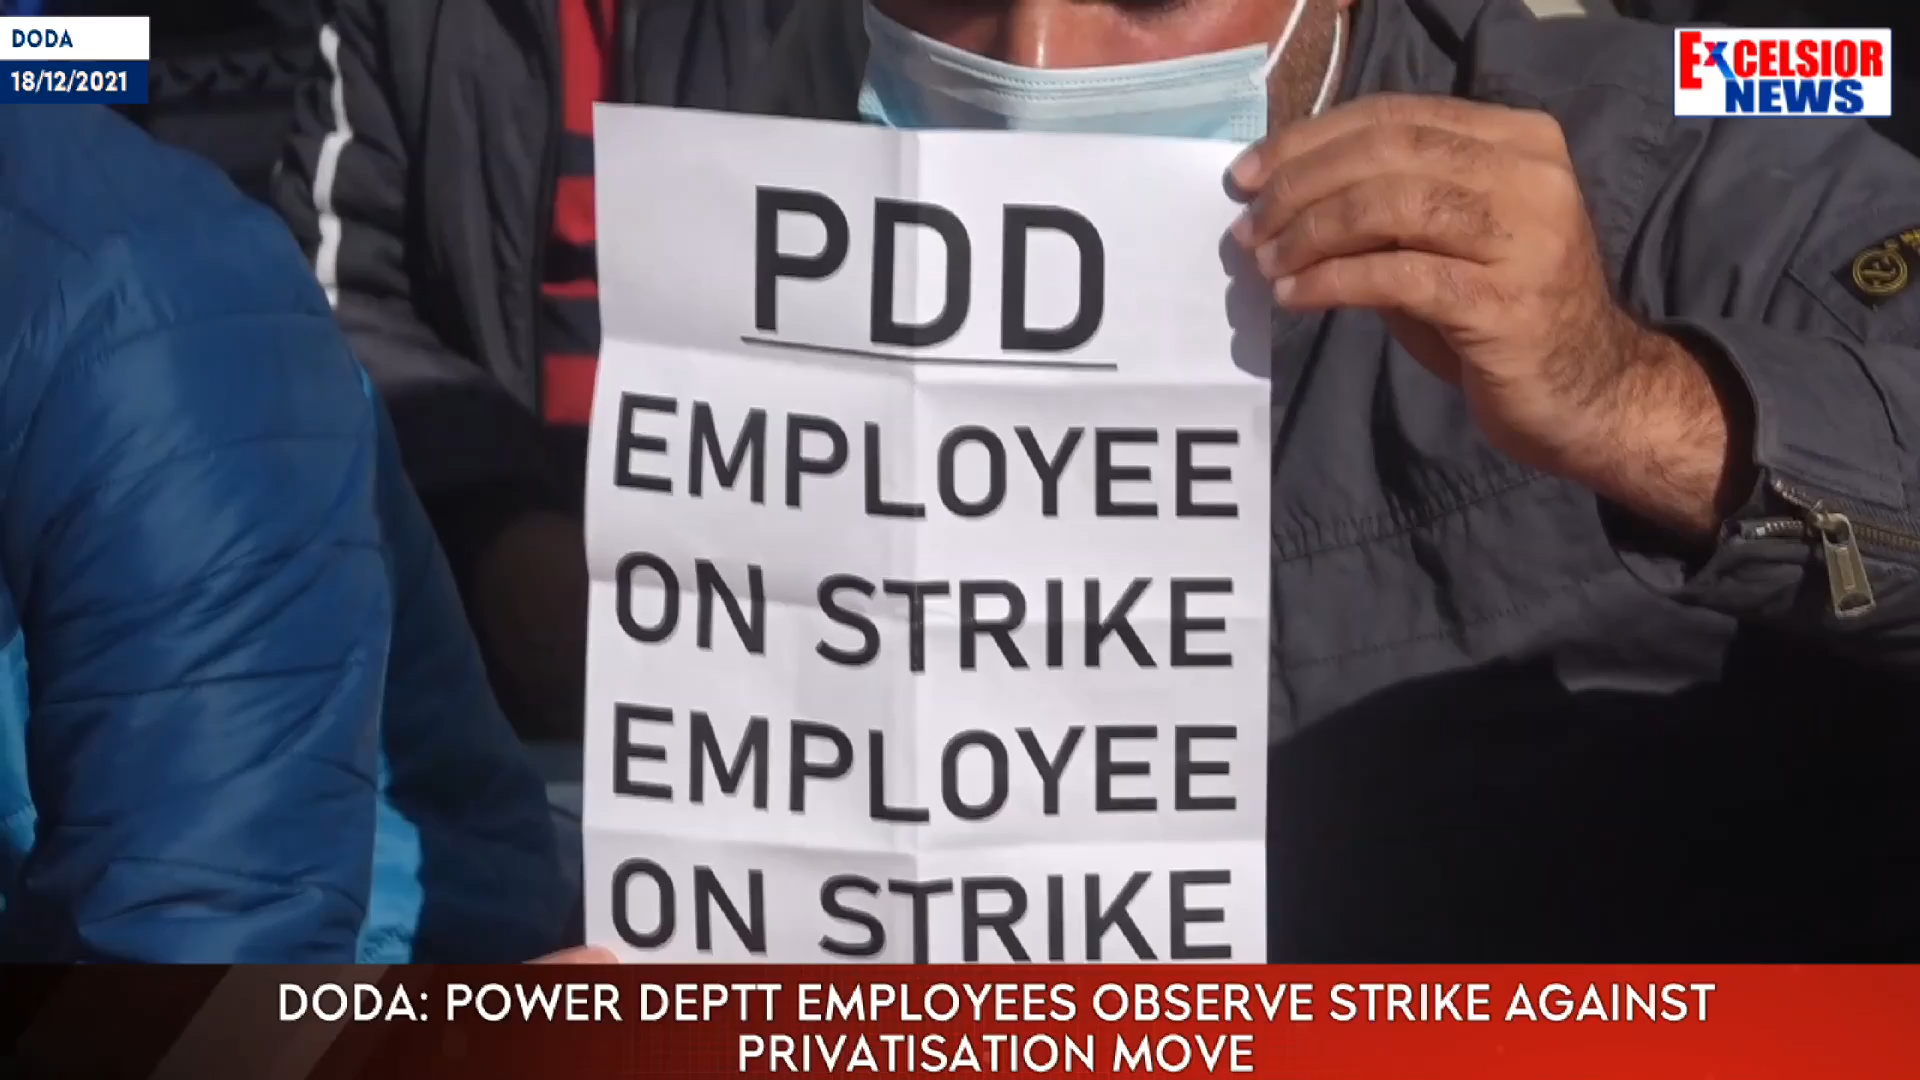 DODA
18/12/2021
EXCELSIOR
NEWS
PDD
EMPLOYEE
ON STRIKE
EMPLOYEE
ON STRIKE
DODA: POWER DEPTT EMPLOYEES OBSERVE STRIKE AGAINST
PRIVATISATION MOVE